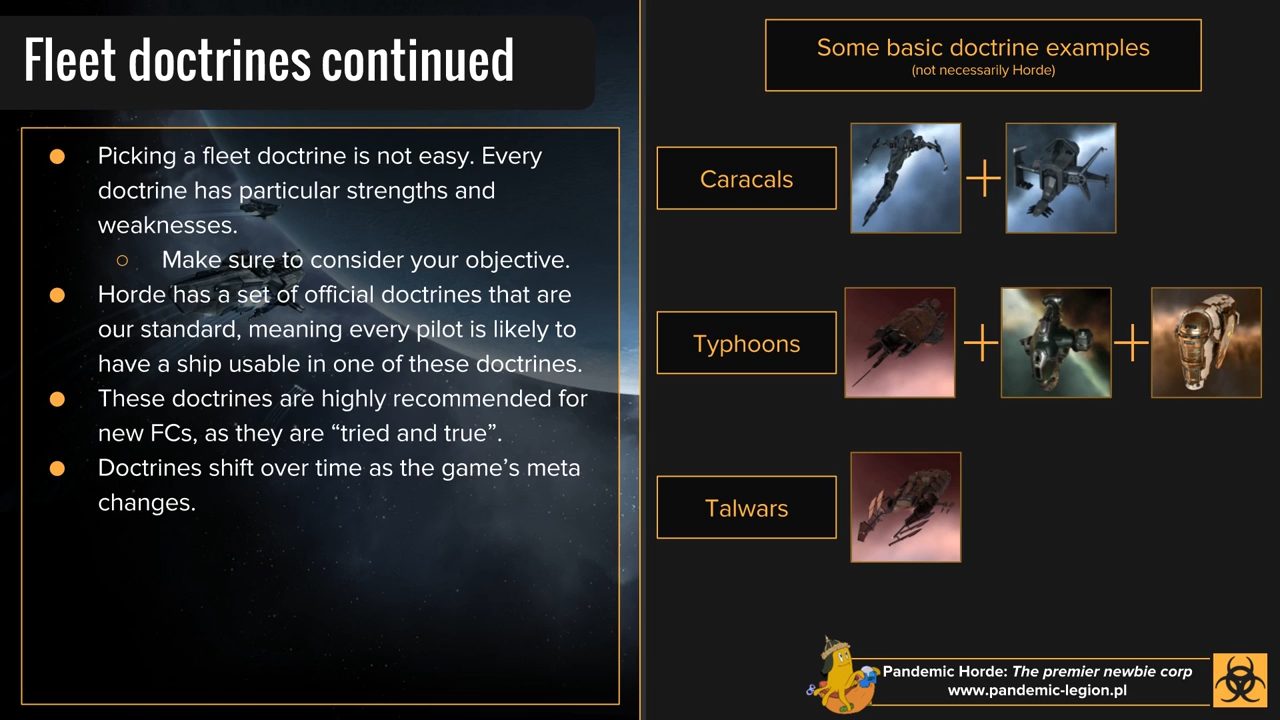 Fleet doctrines continued
● Picking a fleet doctrine is not easy. Every
doctrine has particular strengths and
weaknesses.
○ Make sure to consider your objective.
● Horde has a set of official doctrines that are
our standard, meaning every pilot is likely to
have a ship usable in one of these doctrines.
● These doctrines are highly recommended for
new FCs, as they are “tried and true”.
● Doctrines shift over time as the game’s meta
changes.
Some basic doctrine examples
(not necessarily Horde)
Caracals
Typhoons
Talwars
Pandemic Horde: The premier newbie corp
www.pandemic-legion.pl